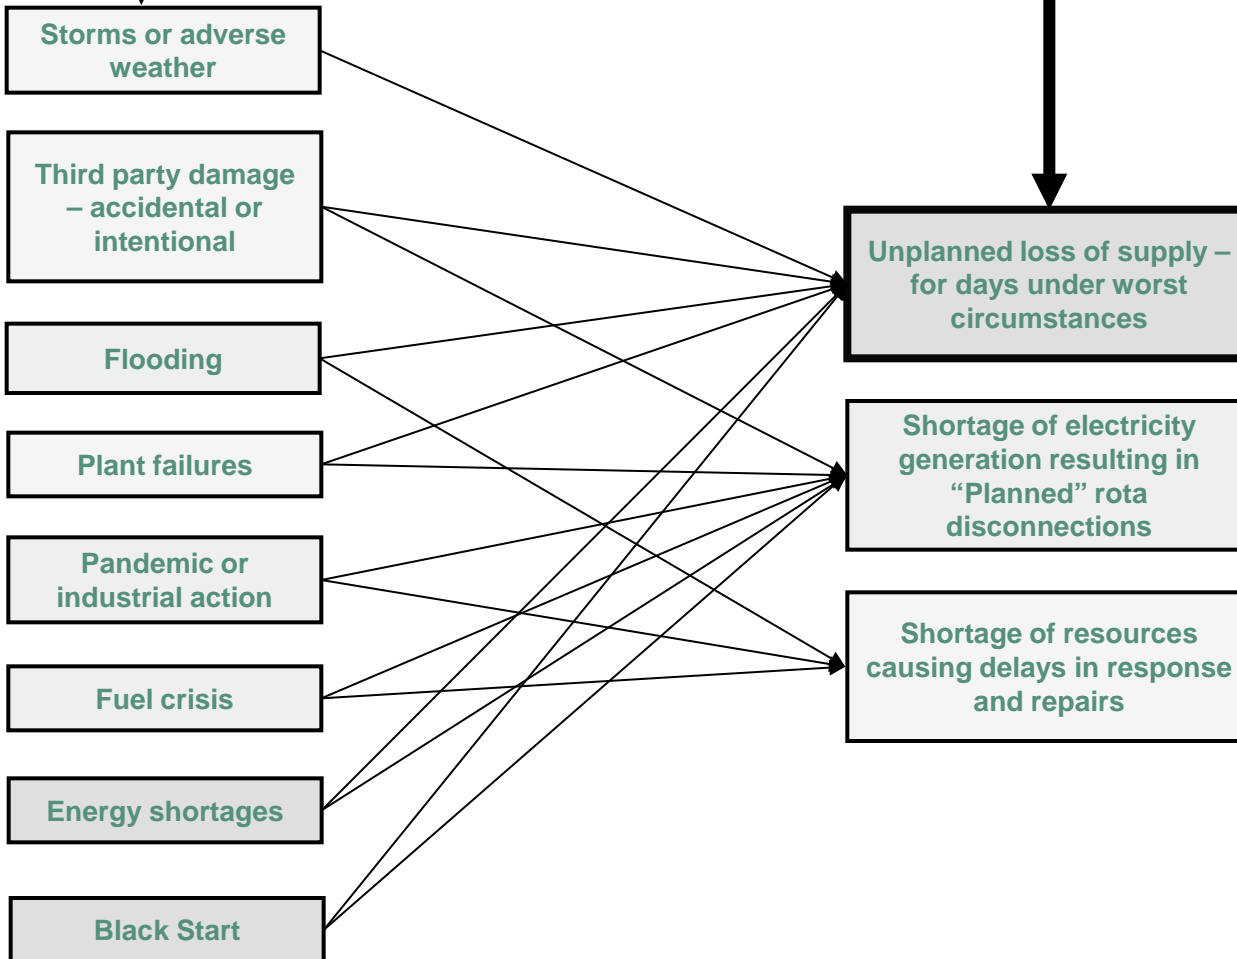 Storms or adverse
weather
Third party damage
– accidental or
intentional
Flooding
Plant failures
Pandemic or
industrial action
Fuel crisis
Energy shortages
Black Start
Unplanned loss of supply –
for days under worst
circumstances
Shortage of electricity
generation resulting in
“Planned” rota
disconnections
Shortage of resources
causing delays in response
and repairs